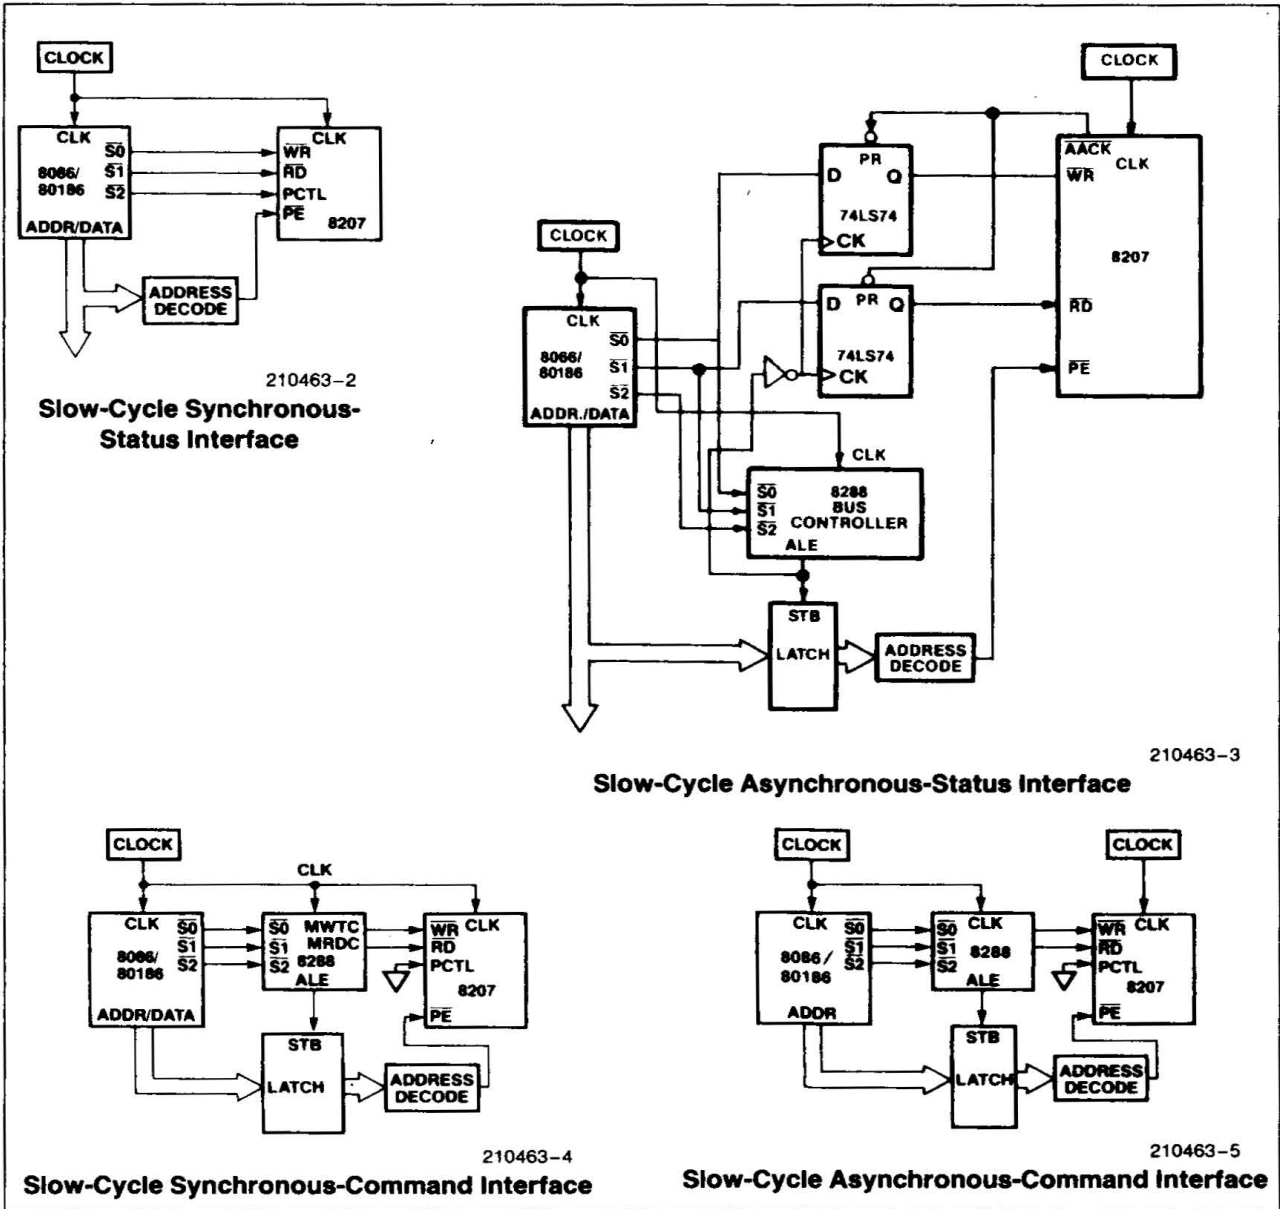 CLOCK
CLK
8086/
80186
S0
S1
S2
ADDR/DATA
CLK
WR
RD
PCTL
PE
8207
ADDRESS
DECODE
210463–2
Slow-Cycle Synchronous-
Status Interface
CLOCK
CLOCK
CLK
8086/
80186
S0
S1
S2
ADDR./DATA
PR
D
Q
74LS74
CK
PR
D
Q
74LS74
CK
AACK
CLK
WR
8207
RD
PE
CLK
S0
S1
S2
8288
BUS
CONTROLLER
ALE
STB
LATCH
ADDRESS
DECODE
210463–3
Slow-Cycle Asynchronous-Status Interface
CLOCK
CLK
CLK
8086/
80186
S0
S1
S2
ADDR/DATA
S0
S1
S2
MWTC
MRDC
8288
ALE
WR
CLK
RD
PCTL
8207
PE
STB
LATCH
ADDRESS
DECODE
210463–4
Slow-Cycle Synchronous-Command Interface
CLOCK
CLOCK
CLK
8086/
80186
S0
S1
S2
ADDR
CLK
S0
S1
S2
8288
ALE
CLK
WR
RD
PCTL
8207
PE
STB
LATCH
ADDRESS
DECODE
210463–5
Slow-Cycle Asynchronous-Command Interface